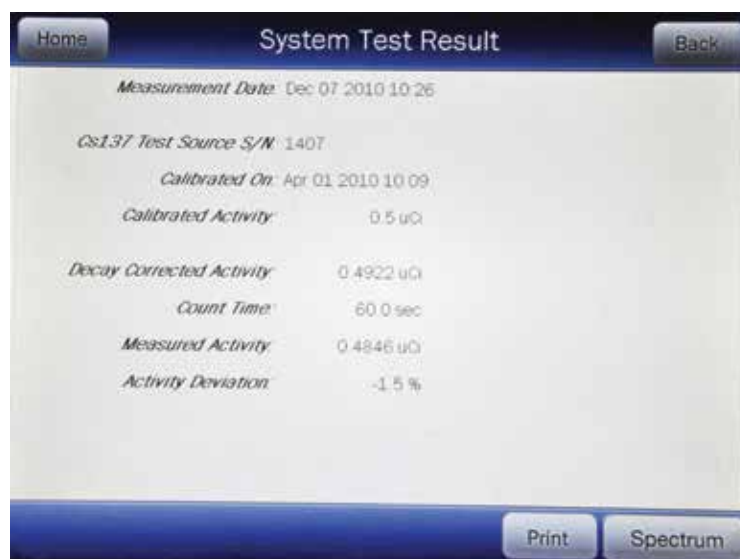 Home System Test Result Back
Measurement Date: Dec 07 2010 10:26
Cs137 Test Source S/N: 1407
Calibrated On: Apr 01 2010 10:09
Calibrated Activity: 0.5 uCi
Decay Corrected Activity: 0.4922 uCi
Count Time: 60.0 sec
Measured Activity: 0.4846 uCi
Activity Deviation: -1.5 %
Print Spectrum